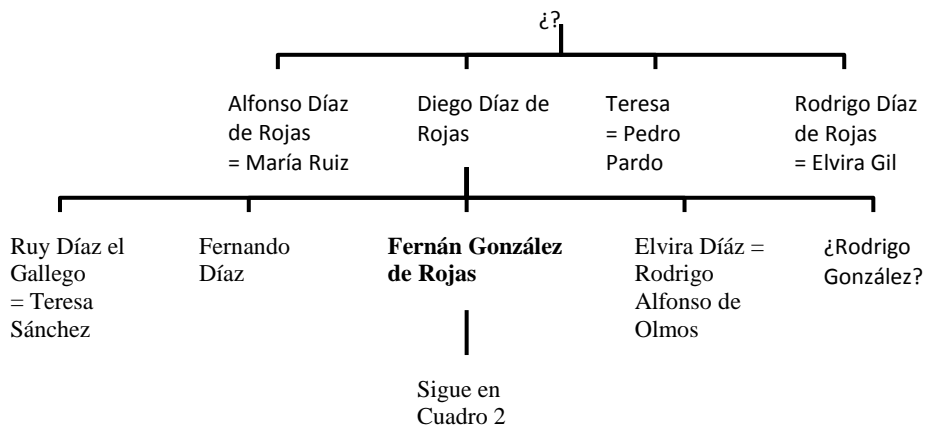 ¿?
Alfonso Díaz
de Rojas
= María Ruiz
Diego Díaz de
Rojas
Teresa
= Pedro
Pardo
Rodrigo Díaz
de Rojas
= Elvira Gil
Ruy Díaz el
Gallego
= Teresa
Sánchez
Fernando
Díaz
Fernán González
de Rojas
Elvira Díáz =
Rodrigo
Alfonso de
Olmos
¿Rodrigo
González?
Sigue en
Cuadro 2